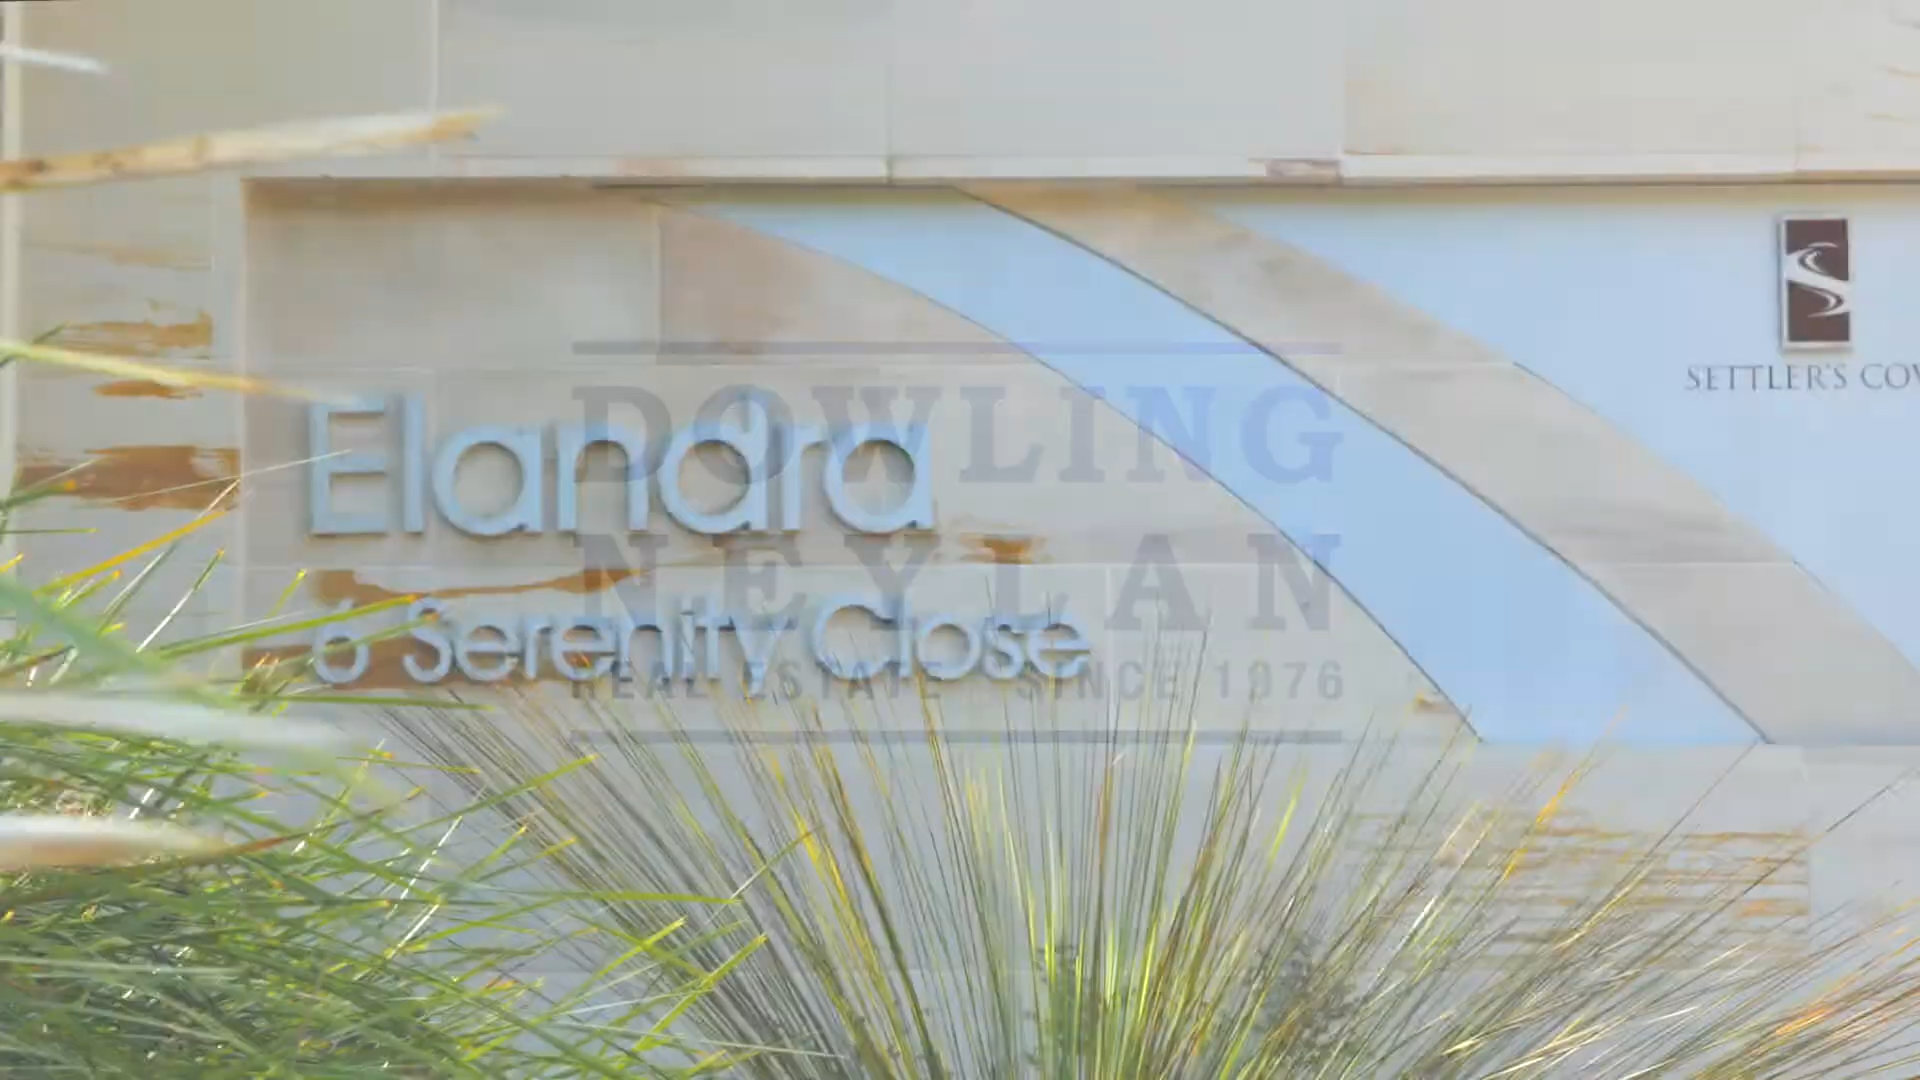 SETTLER'S COV
Elandra
6 Serenity Close
DOWLING
NEYLAN
REAL ESTATE SINCE 1976